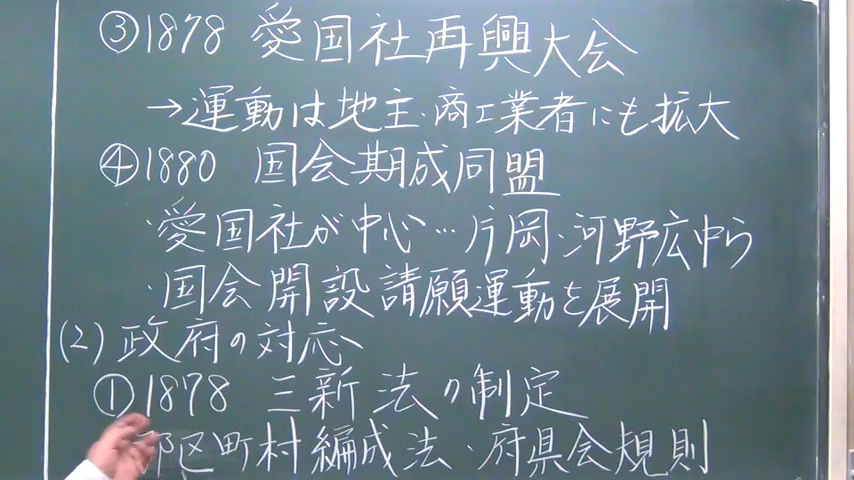 ③1878 愛国社再興大会
→運動は地主・商工業者にも拡大
④1880 国会期成同盟
・愛国社が中心…片岡・河野広中ら
・国会開設請願運動を展開
(2)政府の対応
①1878 三新法の制定
郡区町村編成法・府県会規則